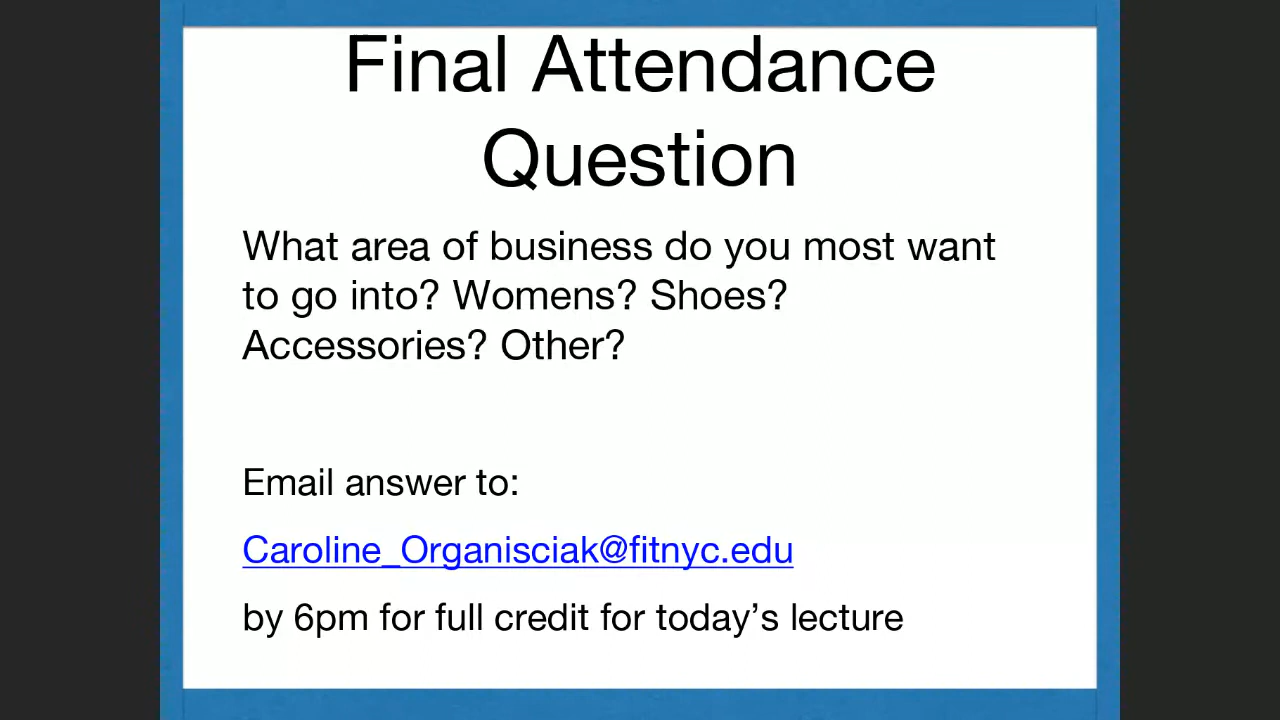 Final Attendance
Question
What area of business do you most want
to go into? Womens? Shoes?
Accessories? Other?
Email answer to:
Caroline_Organisciak@fitnyc.edu
by 6pm for full credit for today’s lecture